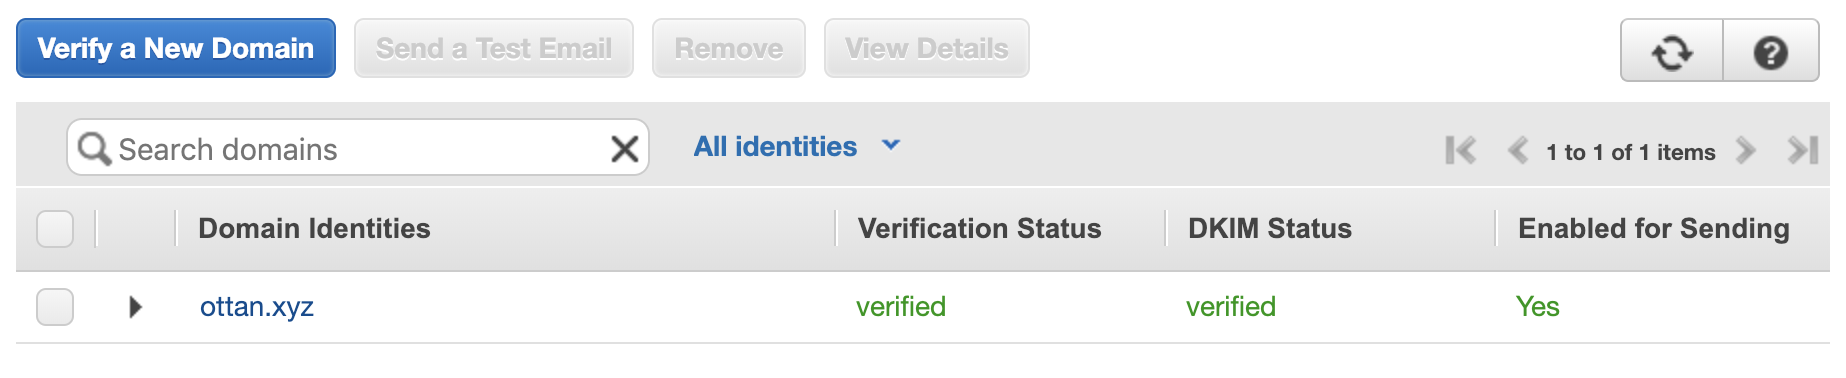 Verify a New Domain Send a Test Email Remove View Details
Search domains All identities 1 to 1 of 1 items
Domain Identities Verification Status DKIM Status Enabled for Sending
ottan.xyz verified verified Yes